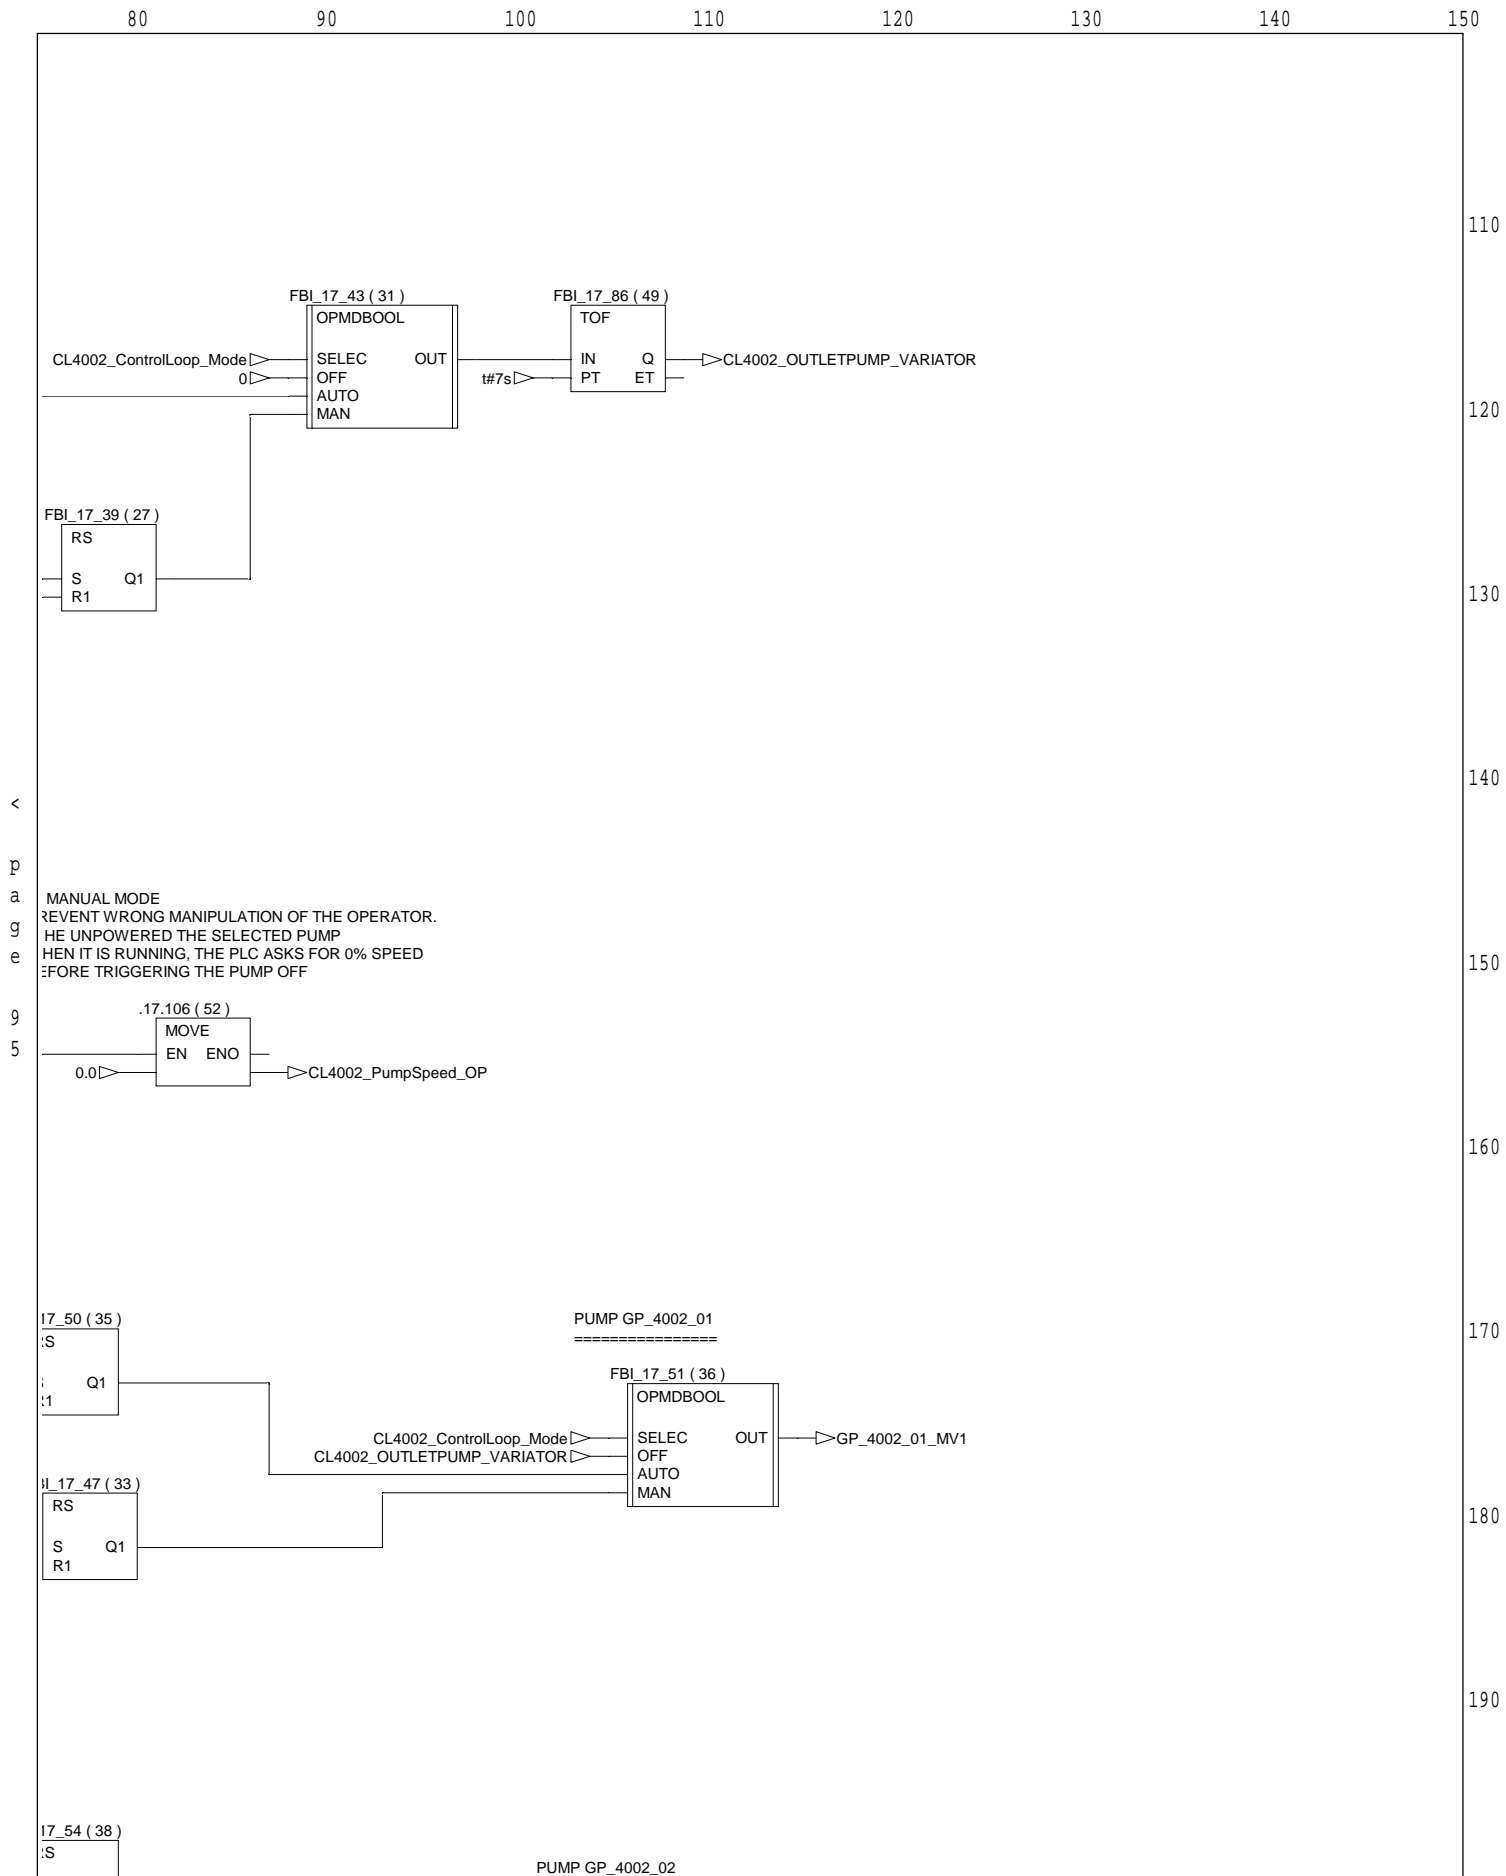 80 90 100 110 120 130 140 150
110
FBI_17_43 ( 31 ) FBI_17_86 ( 49 )
OPMDBOOL TOF
CL4002_ControlLoop_Mode SELEC OUT IN Q CL4002_OUTLETPUMP_VARIATOR
0 OFF t#7s PT ET
AUTO
MAN
120
FBI_17_39 ( 27 )
RS
S Q1
R1
130
140
< page 95
MANUAL MODE
REVENT WRONG MANIPULATION OF THE OPERATOR.
HE UNPOWERED THE SELECTED PUMP
HEN IT IS RUNNING, THE PLC ASKS FOR 0% SPEED
EFORE TRIGGERING THE PUMP OFF
150
.17.106 ( 52 )
MOVE
EN ENO
0.0 CL4002_PumpSpeed_OP
160
17_50 ( 35 ) PUMP GP_4002_01
================
170
S
Q1
1
FBI_17_51 ( 36 )
OPMDBOOL
CL4002_ControlLoop_Mode SELEC OUT GP_4002_01_MV1
CL4002_OUTLETPUMP_VARIATOR OFF
AUTO
MAN
I_17_47 ( 33 )
RS
S Q1
R1
180
190
17_54 ( 38 )
S
PUMP GP_4002_02